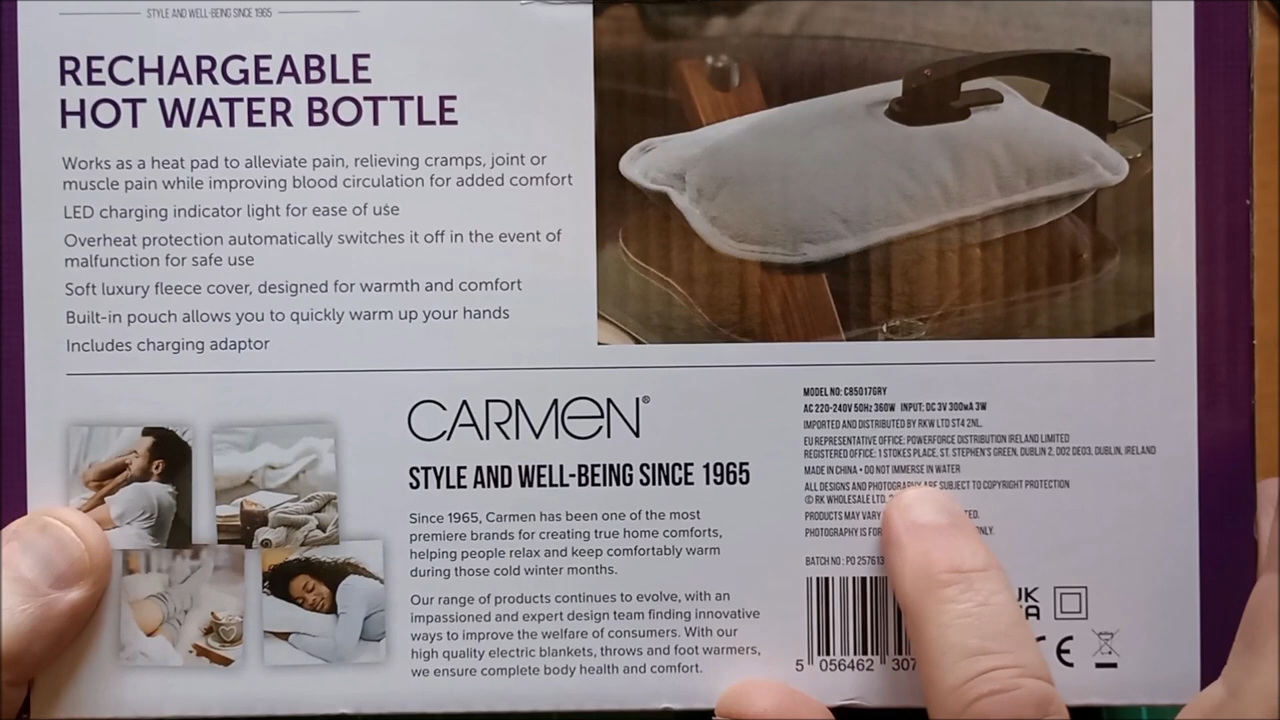 STYLE AND WELL-BEING SINCE 1965
RECHARGEABLE
HOT WATER BOTTLE
Works as a heat pad to alleviate pain, relieving cramps, joint or
muscle pain while improving blood circulation for added comfort
LED charging indicator light for ease of use
Overheat protection automatically switches it off in the event of
malfunction for safe use
Soft luxury fleece cover, designed for warmth and comfort
Built-in pouch allows you to quickly warm up your hands
Includes charging adaptor
CARMEN®
STYLE AND WELL-BEING SINCE 1965
Since 1965, Carmen has been one of the most
premiere brands for creating true home comforts,
helping people relax and keep comfortably warm
during those cold winter months.
Our range of products continues to evolve, with an
impassioned and expert design team finding innovative
ways to improve the welfare of consumers. With our
high quality electric blankets, throws and foot warmers,
we ensure complete body health and comfort.
MODEL NO: C85017GRY
AC 220-240V 50Hz 360W INPUT: DC 3V 300mA 3W
IMPORTED AND DISTRIBUTED BY RKW LTD ST4 2NL.
EU REPRESENTATIVE OFFICE: POWERFORCE DISTRIBUTION IRELAND LIMITED
REGISTERED OFFICE: 1 STOKES PLACE, ST. STEPHEN'S GREEN, DUBLIN 2, D02 DE03, DUBLIN, IRELAND
MADE IN CHINA • DO NOT IMMERSE IN WATER
ALL DESIGNS AND PHOTOGRAPHY ARE SUBJECT TO COPYRIGHT PROTECTION
© RK WHOLESALE LTD.
PRODUCTS MAY VARY
PHOTOGRAPHY IS FOR ONLY.
BATCH NO: PO 257613
5 056462 307
CE